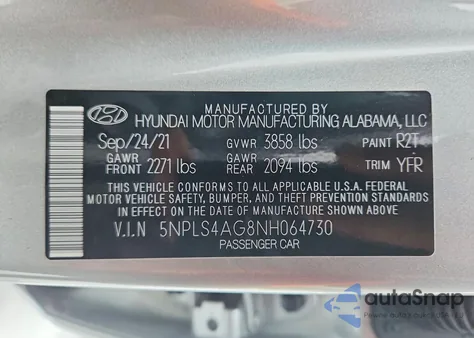 MANUFACTURED BY
HYUNDAI MOTOR MANUFACTURING ALABAMA, LLC
Sep/24/21 GVWR 3858 lbs PAINT R2T
GAWR FRONT 2271 lbs GAWR REAR 2094 lbs TRIM YFR
THIS VEHICLE CONFORMS TO ALL APPLICABLE U.S.A. FEDERAL
MOTOR VEHICLE SAFETY, BUMPER, AND THEFT PREVENTION STANDARDS
IN EFFECT ON THE DATE OF MANUFACTURE SHOWN ABOVE.
V.I.N 5NPLS4AG8NH064730
PASSENGER CAR
autoSnap